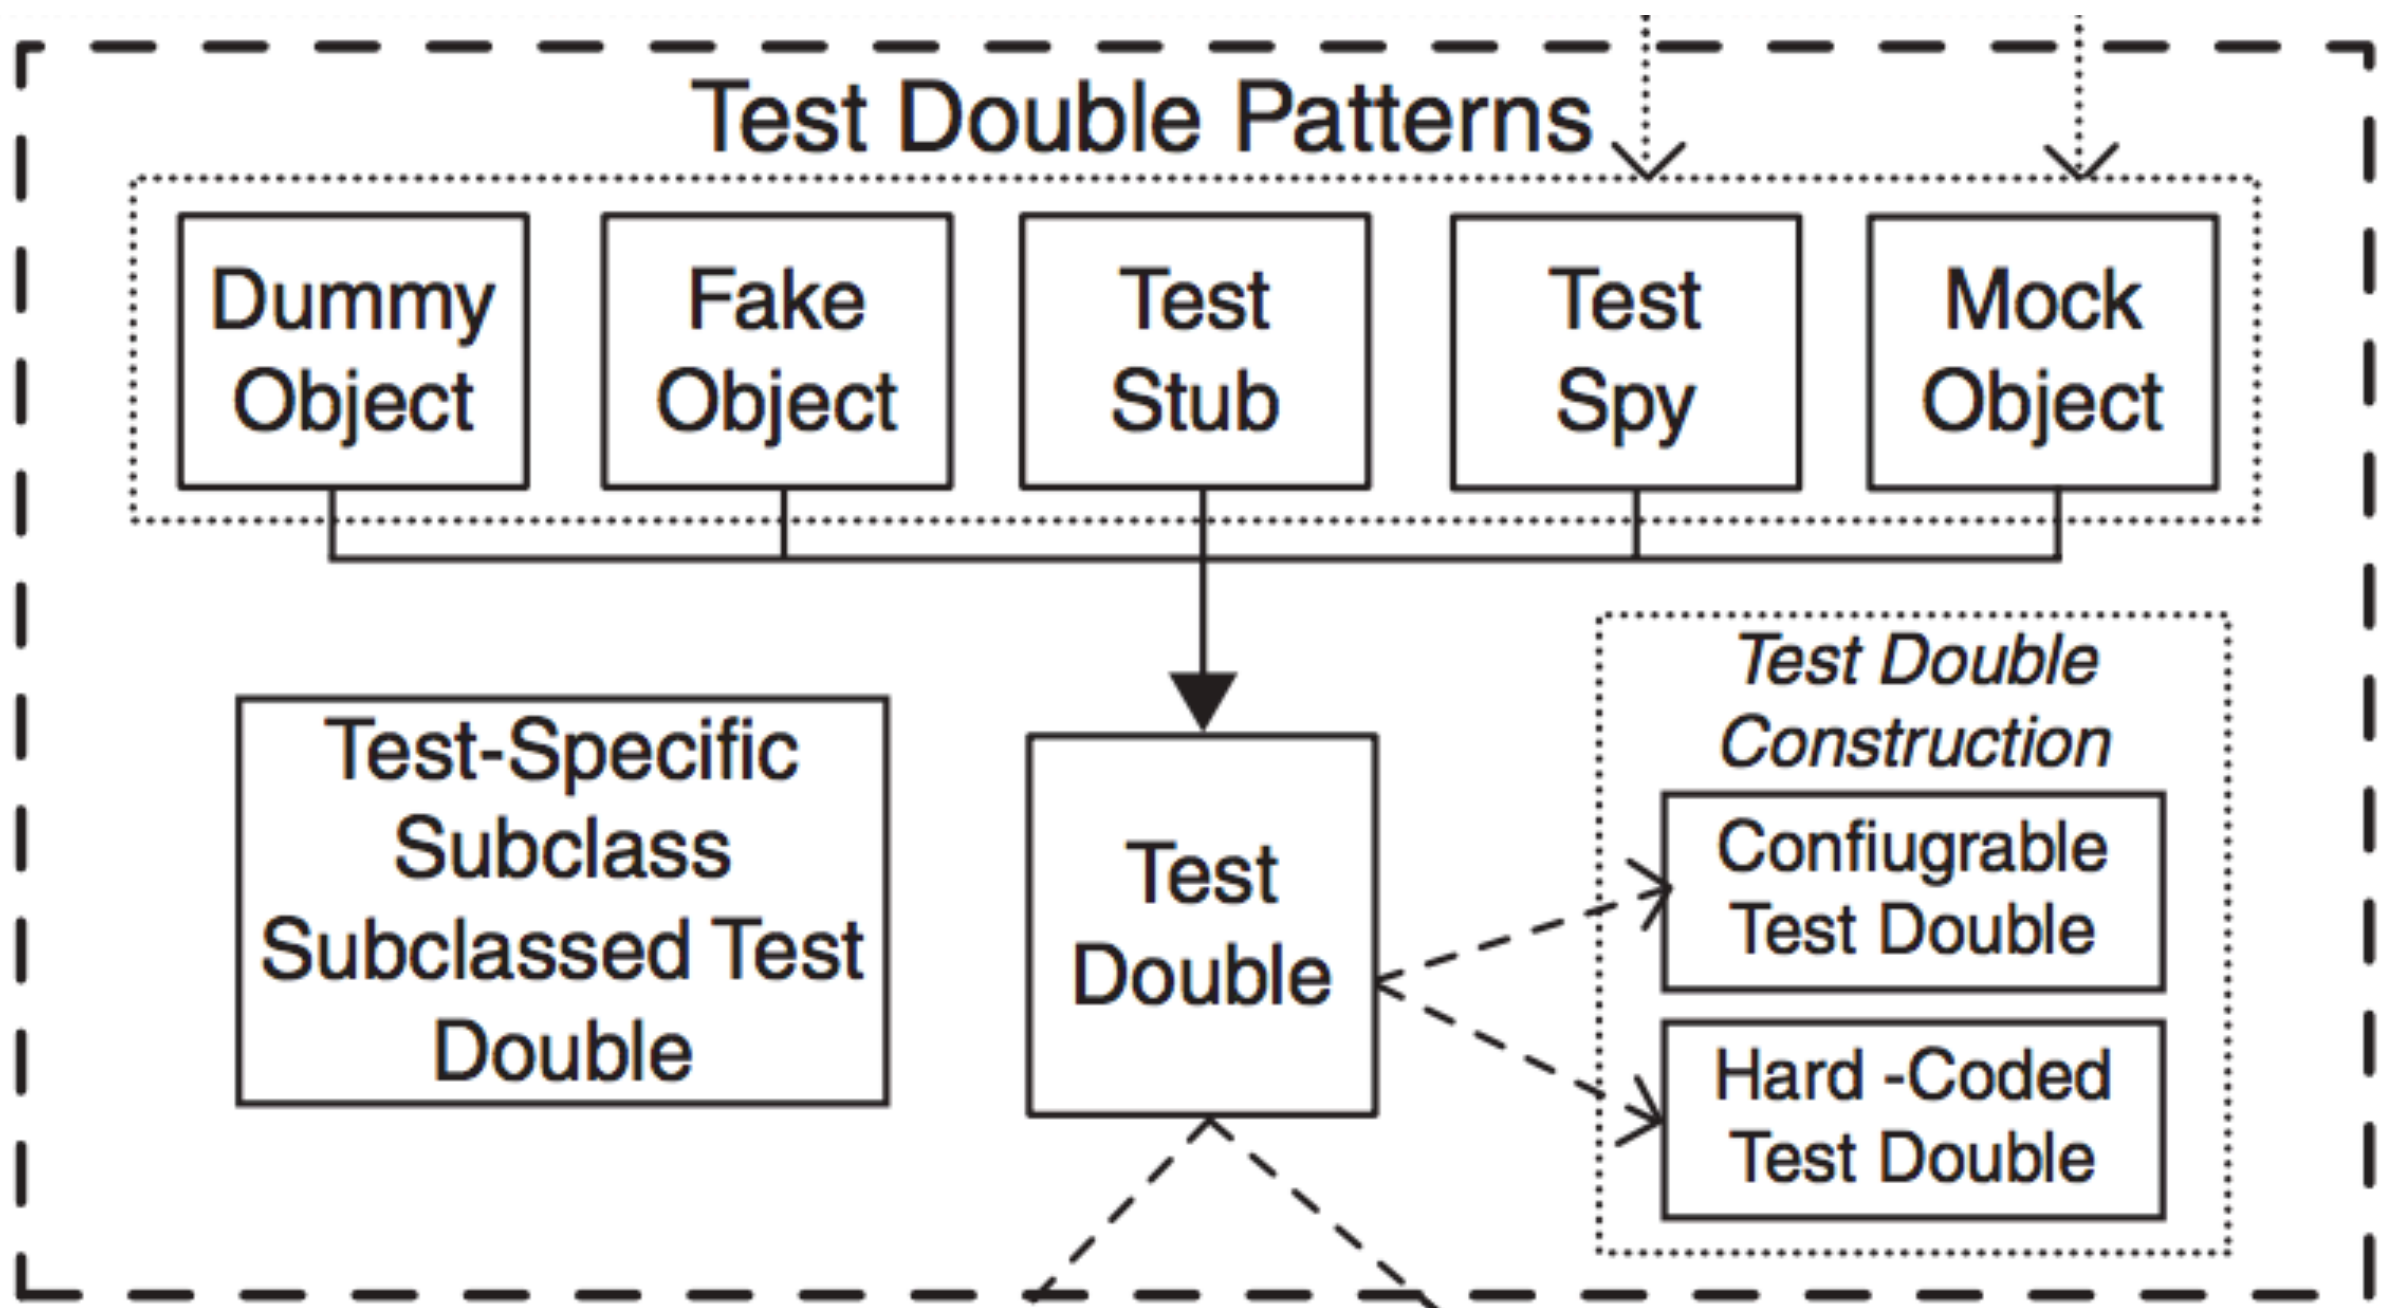 Test Double Patterns
Dummy
Object
Fake
Object
Test
Stub
Test
Spy
Mock
Object
Test-Specific
Subclass
Subclassed Test
Double
Test
Double
Test Double
Construction
Confiugrable
Test Double
Hard -Coded
Test Double